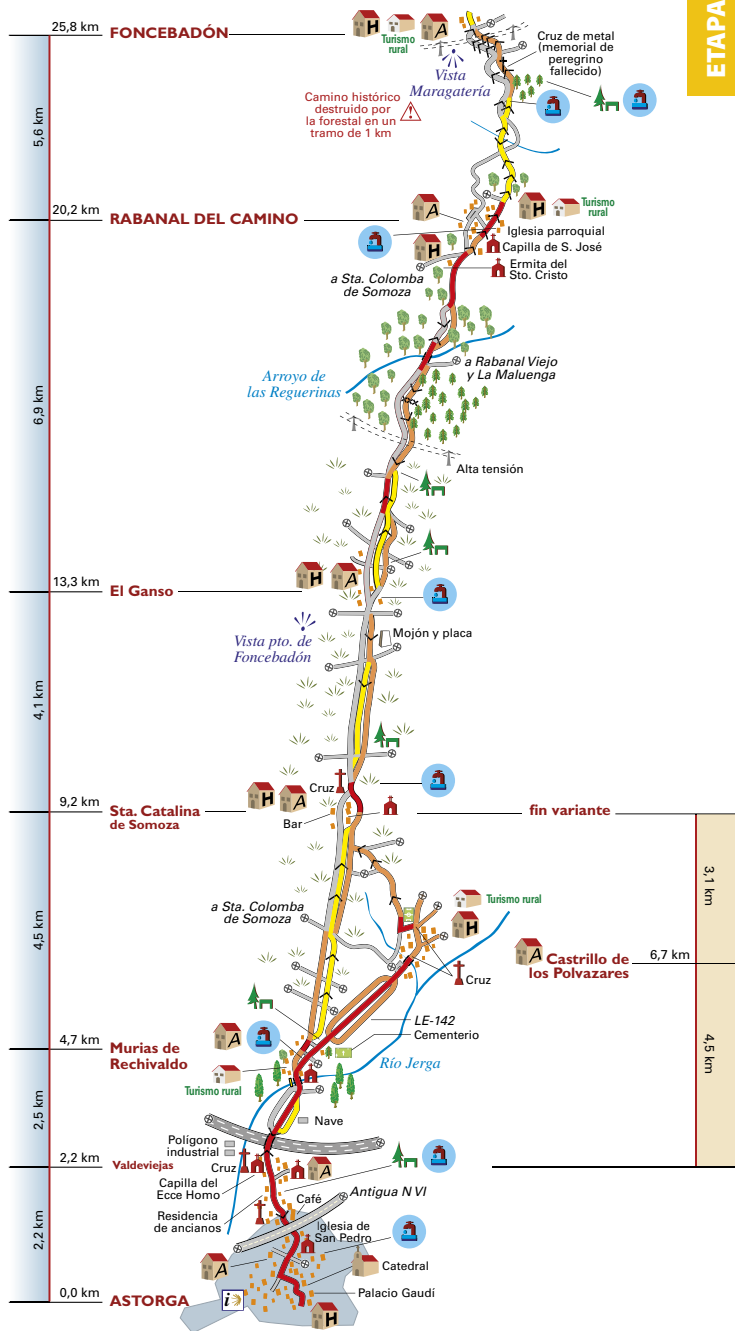 ETAPA
25,8 km
FONCEBADÓN
H
Turismo
rural
A
Vista
Maragatería
Cruz de metal
(memorial de
peregrino
fallecido)
Camino histórico
destruido por
la forestal en un
tramo de 1 km
5,6 km
20,2 km
RABANAL DEL CAMINO
A
H
Turismo
rural
Iglesia parroquial
H
Capilla de S. José
Ermita del
Sto. Cristo
a Sta. Colomba
de Somoza
a Rabanal Viejo
y La Maluenga
Arroyo de
las Reguerinas
6,9 km
Alta tensión
13,3 km
El Ganso
H
A
Mojón y placa
Vista pto. de
Foncebadón
4,1 km
Cruz
H
A
9,2 km
Sta. Catalina
de Somoza
Bar
fin variante
3,1 km
a Sta. Colomba
de Somoza
Turismo rural
H
4,5 km
A
Castrillo de
los Polvazares
6,7 km
Cruz
LE-142
Cementerio
4,7 km
Murias de
Rechivaldo
A
Río Jerga
Turismo rural
4,5 km
2,5 km
Nave
Polígono
industrial
2,2 km
Valdeviejas
Cruz
A
Capilla del
Ecce Homo
Antigua N VI
Café
Residencia
de ancianos
Iglesia de
San Pedro
2,2 km
A
Catedral
Palacio Gaudí
0,0 km
ASTORGA
i
H